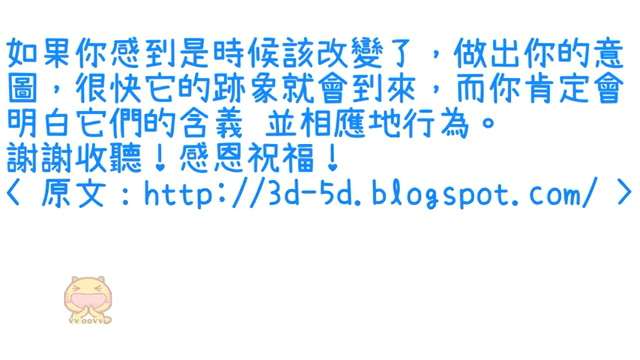 如果你感到是時候該改變了，做出你的意
圖，很快它的跡象就會到來，而你肯定會
明白它們的含義 並相應地行為。
謝謝收聽！感恩祝福！
< 原文：http://3d-5d.blogspot.com/ >